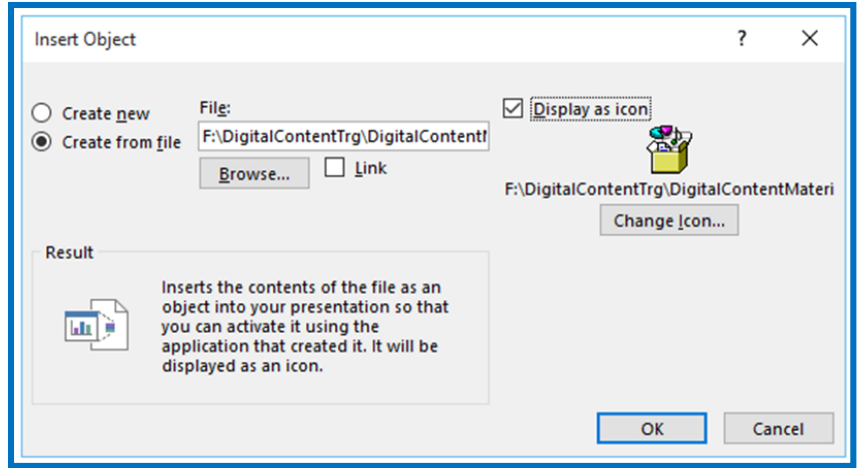 Insert Object
?
Create new
Create from file
File:
F:\DigitalContentTrg\DigitalContentM
Browse...
Link
Display as icon
F:\DigitalContentTrg\DigitalContentMateri
Change Icon...
Result
Inserts the contents of the file as an
object into your presentation so that
you can activate it using the
application that created it. It will be
displayed as an icon.
OK
Cancel